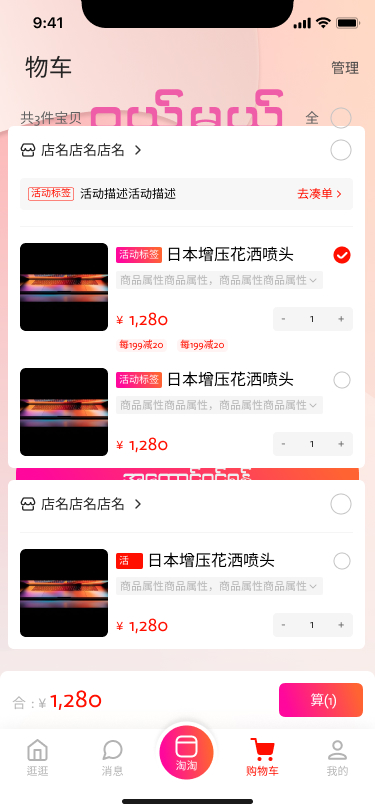 9:41
物车
管理
共3件宝贝
ဝယ်မယ်
全
店名店名店名
活动标签 活动描述活动描述
去凑单
活动标签 日本增压花洒喷头
商品属性商品属性，商品属性商品属性
¥ 1,280
- 1 +
每199减20 每199减20
活动标签 日本增压花洒喷头
商品属性商品属性，商品属性商品属性
¥ 1,280
- 1 +
店名店名店名
活 日本增压花洒喷头
商品属性商品属性，商品属性商品属性
¥ 1,280
- 1 +
合 : ¥ 1,280
算(1)
逛逛
消息
淘淘
购物车
我的